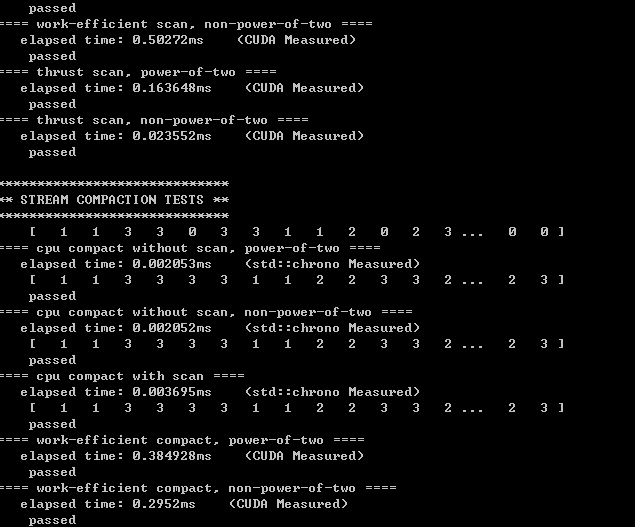 passed
==== work-efficient scan, non-power-of-two ====
elapsed time: 0.50272ms (CUDA Measured)
passed
==== thrust scan, power-of-two ====
elapsed time: 0.163648ms (CUDA Measured)
passed
==== thrust scan, non-power-of-two ====
elapsed time: 0.023552ms (CUDA Measured)
passed
*****************************
** STREAM COMPACTION TESTS **
*****************************
[ 1 1 3 3 0 3 3 1 1 2 0 2 3 ... 0 0 ]
==== cpu compact without scan, power-of-two ====
elapsed time: 0.002053ms (std::chrono Measured)
[ 1 1 3 3 3 3 1 1 2 2 3 3 2 ... 2 3 ]
passed
==== cpu compact without scan, non-power-of-two ====
elapsed time: 0.002052ms (std::chrono Measured)
[ 1 1 3 3 3 3 1 1 2 2 3 3 2 ... 2 3 ]
passed
==== cpu compact with scan ====
elapsed time: 0.003695ms (std::chrono Measured)
[ 1 1 3 3 3 3 1 1 2 2 3 3 2 ... 2 3 ]
passed
==== work-efficient compact, power-of-two ====
elapsed time: 0.384928ms (CUDA Measured)
passed
==== work-efficient compact, non-power-of-two ====
elapsed time: 0.2952ms (CUDA Measured)
passed